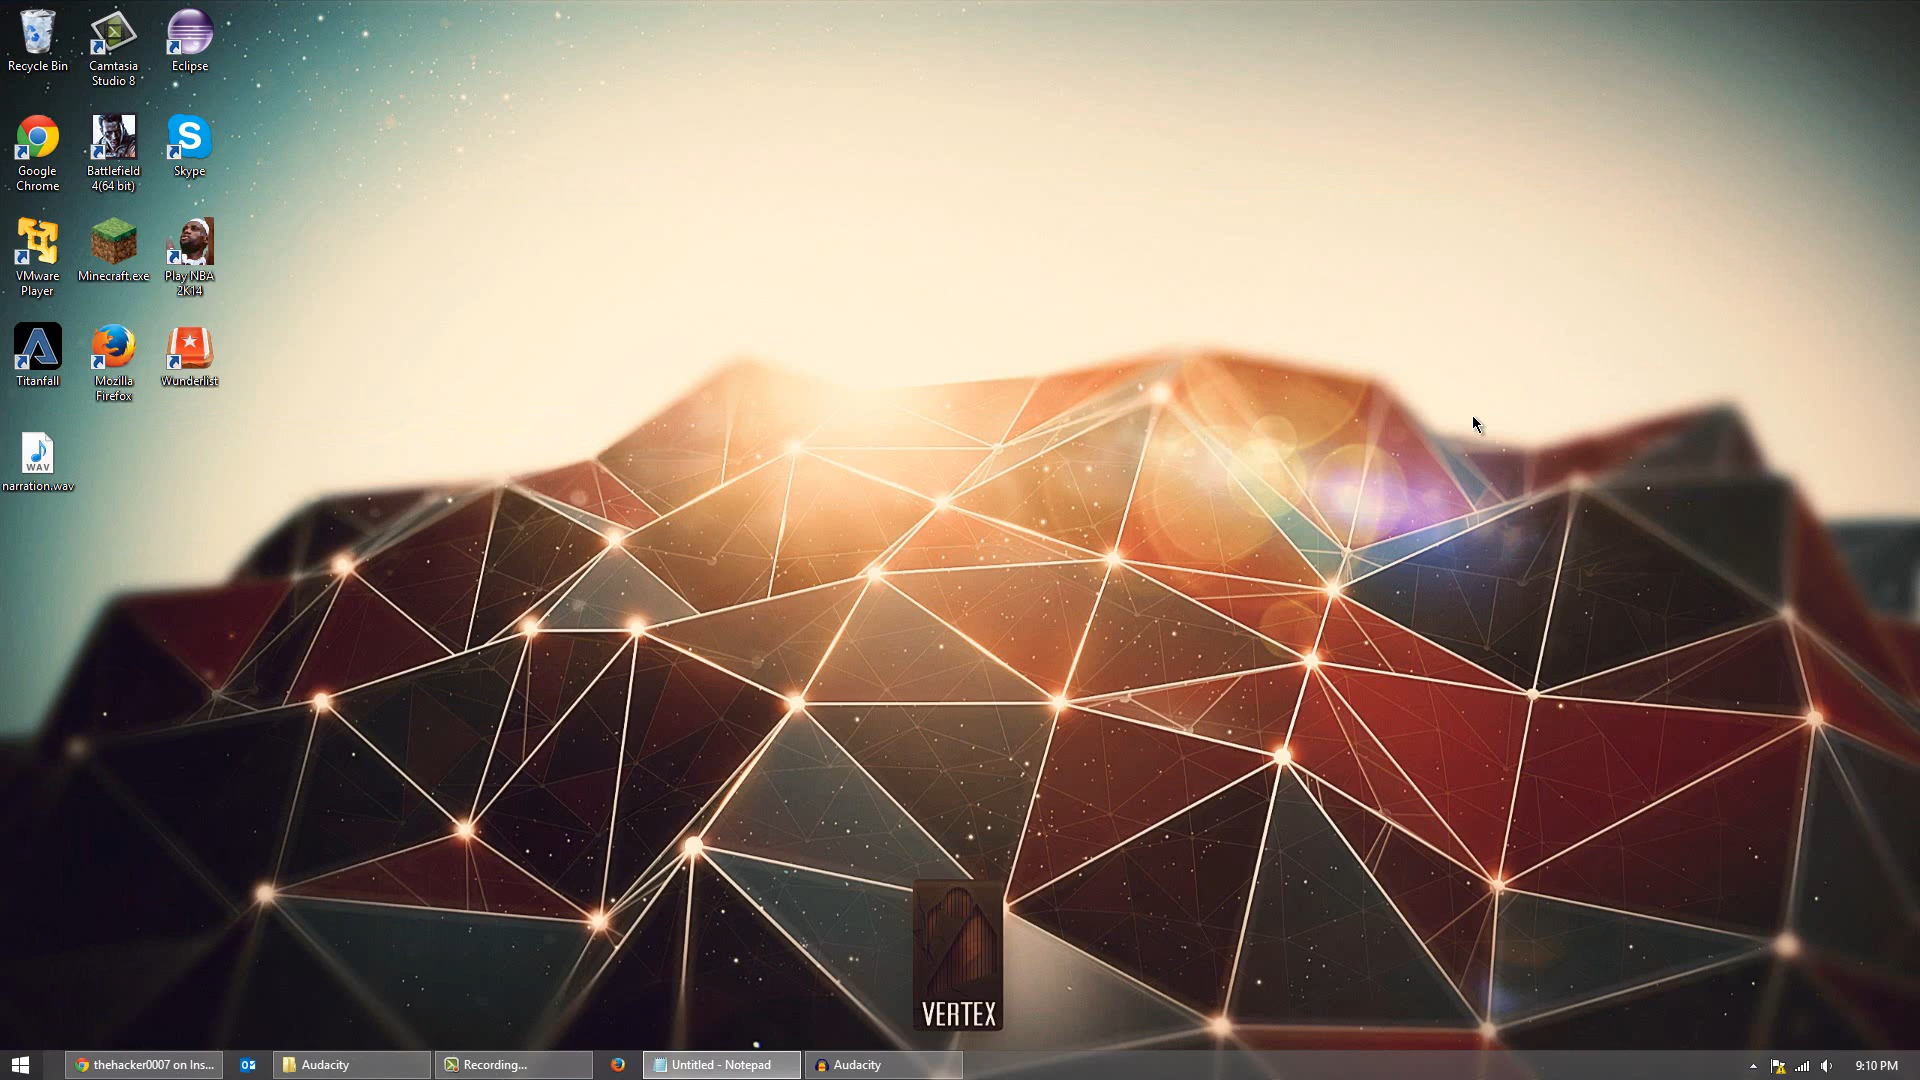 Recycle Bin
Camtasia
Studio 8
Eclipse
Google
Chrome
Battlefield
4(64 bit)
S
Skype
VMware
Player
Minecraft.exe
Play NBA
2K14
Titanfall
Mozilla
Firefox
Wunderlist
WAV
narration.wav
VERTEX
thehacker0007 on Ins...
Audacity
Recording...
Untitled - Notepad
Audacity
9:10 PM